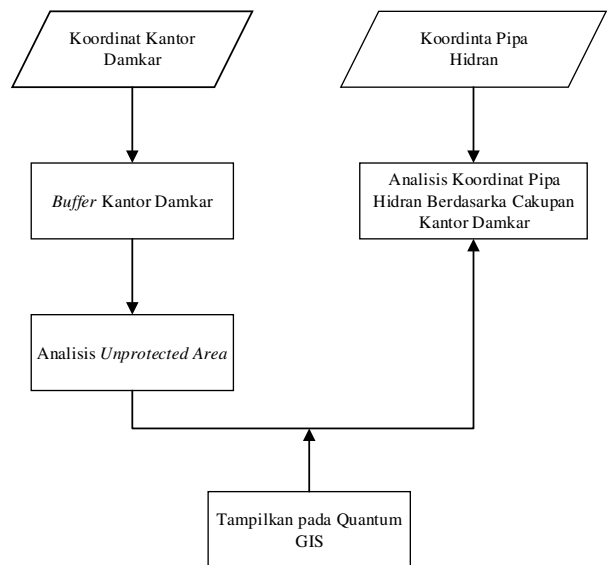 Koordinat Kantor
Damkar
Koordinta Pipa
Hidran
Buffer Kantor Damkar
Analisis Koordinat Pipa
Hidran Berdasarka Cakupan
Kantor Damkar
Analisis Unprotected Area
Tampilkan pada Quantum
GIS